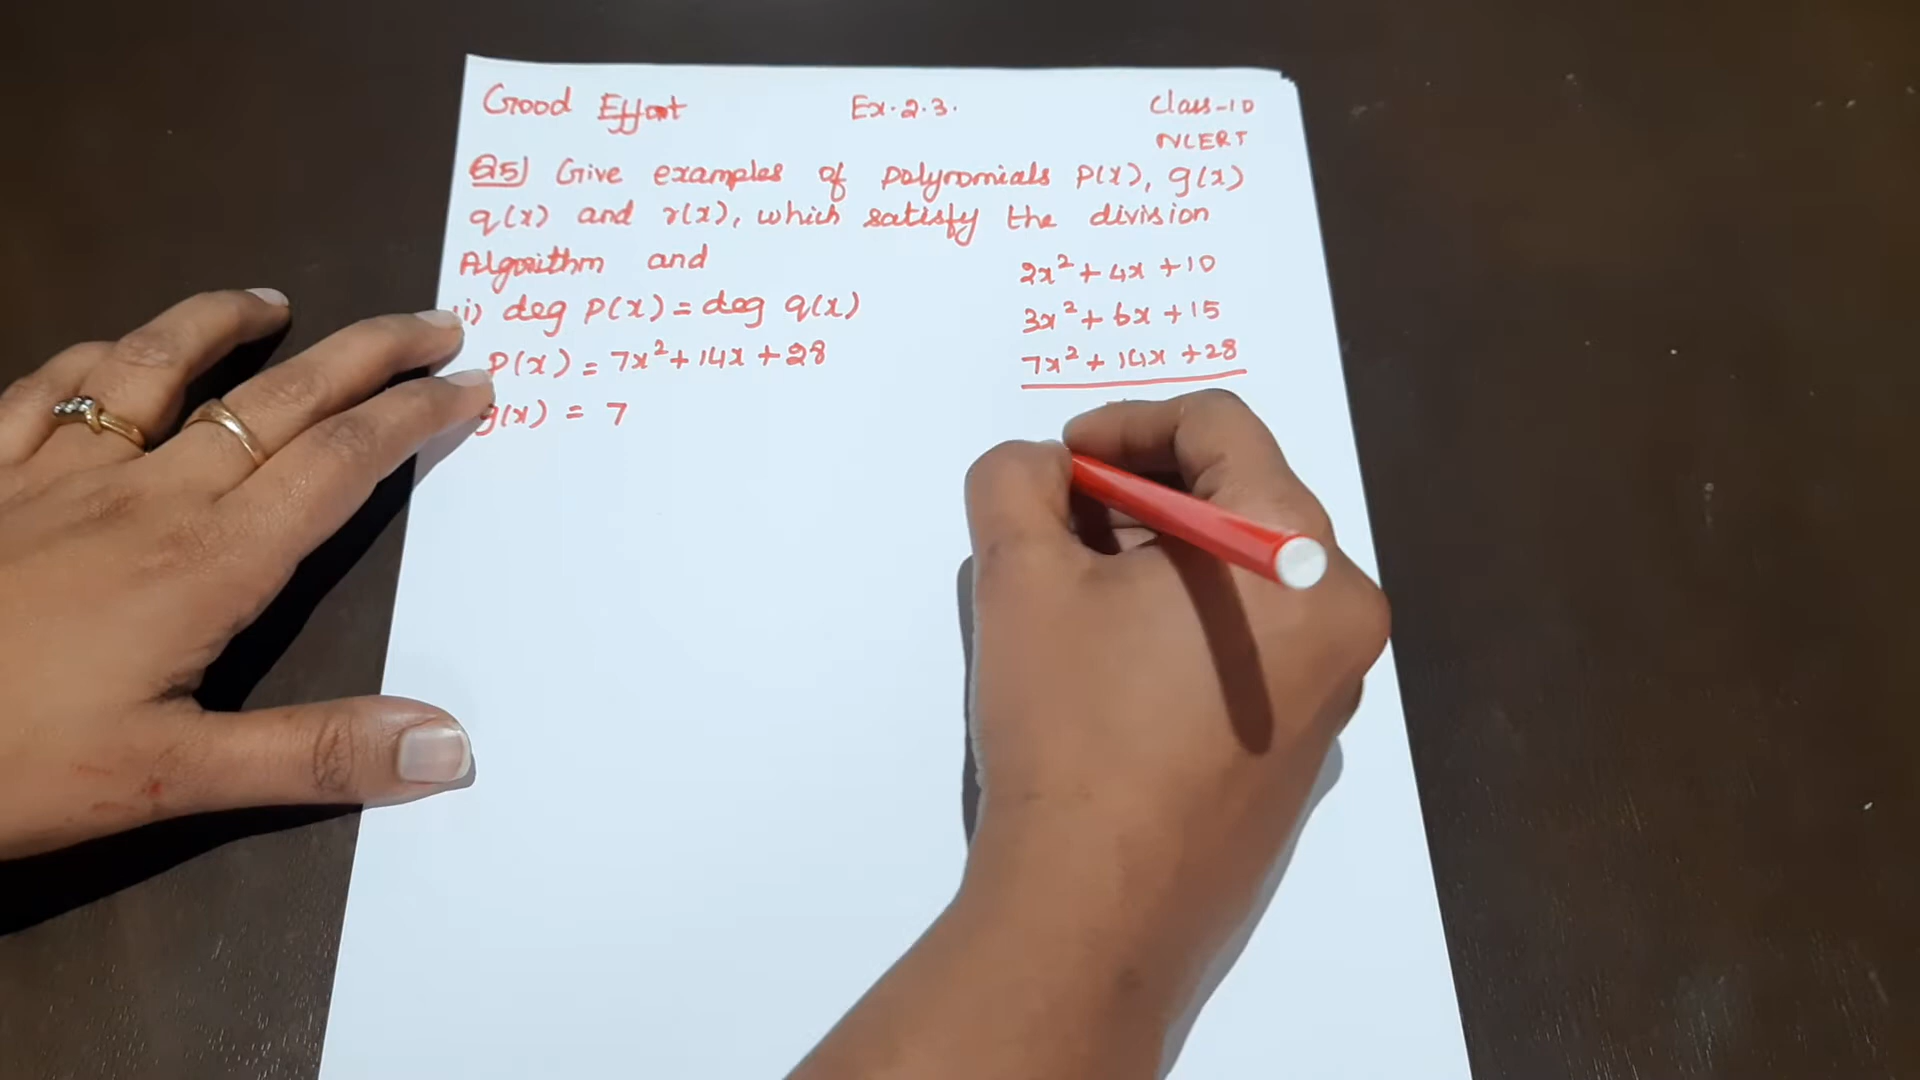 Good Effort Ex.2.3. Class-10
NCERT
Q5) Give examples of polynomials P(x), g(x)
q(x) and r(x), which satisfy the division
Algorithm and
i) deg P(x) = deg q(x)
P(x) = 7x² + 14x + 28
g(x) = 7
2x² + 4x + 10
3x² + 6x + 15
7x² + 14x + 28